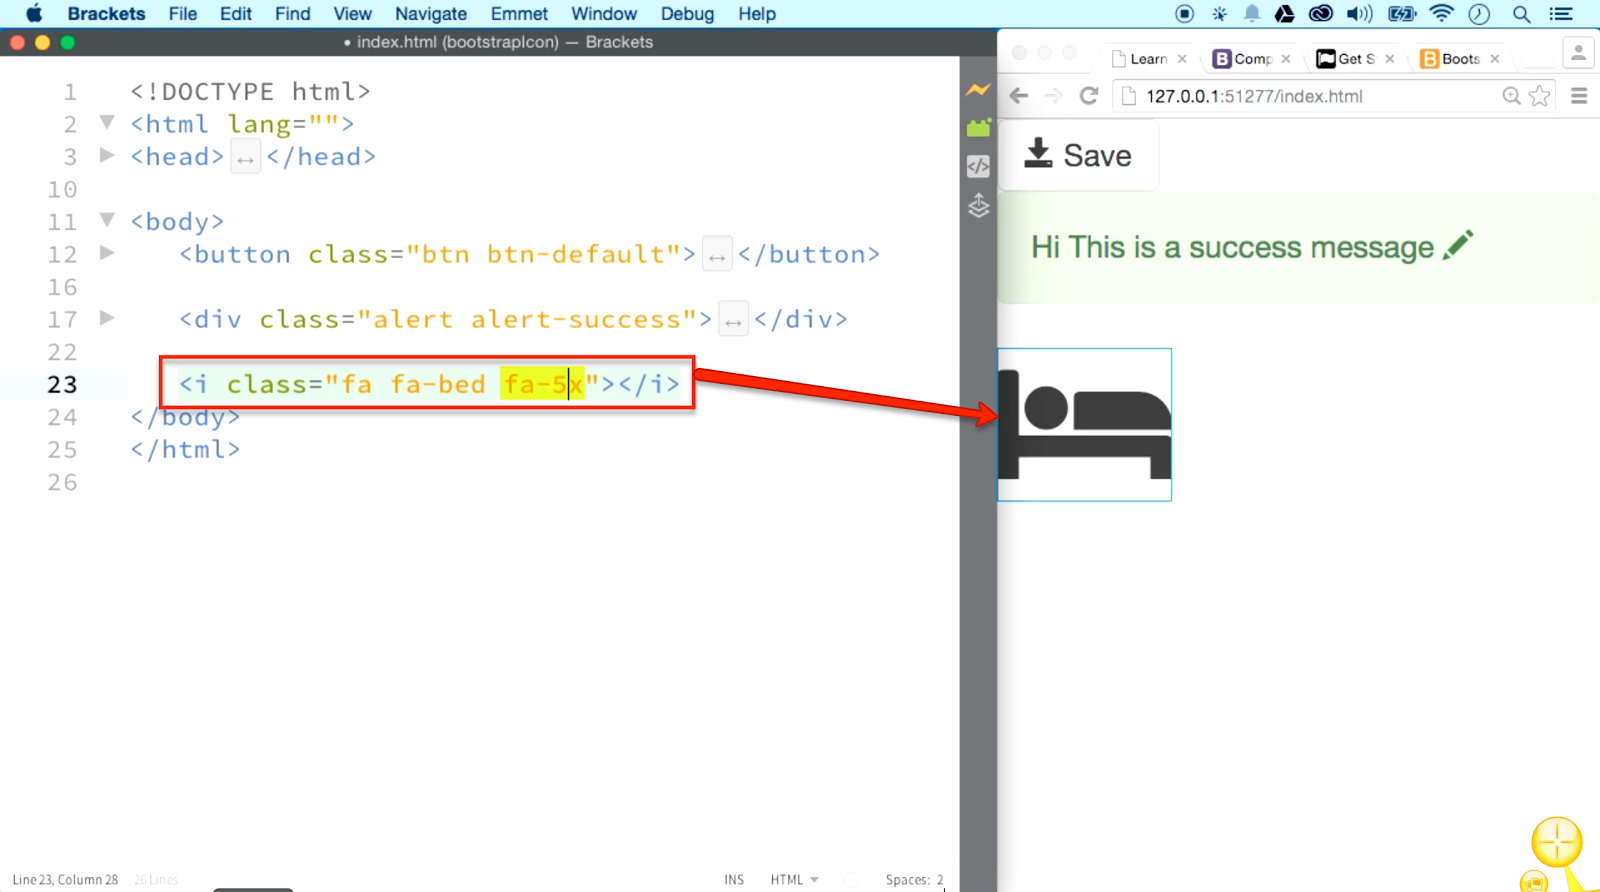 Brackets File Edit Find View Navigate Emmet Window Debug Help
• index.html (bootstrapIcon) — Brackets
1 <!DOCTYPE html>
2 <html lang="">
3 <head>↔</head>
10
11 <body>
12 <button class="btn btn-default">↔</button>
16
17 <div class="alert alert-success">↔</div>
22
23 <i class="fa fa-bed fa-5x"></i>
24 </body>
25 </html>
26
Line 23, Column 28 26 Lines
INS HTML Spaces: 2
Learn Comp Get S Boots
127.0.0.1:51277/index.html
Save
Hi This is a success message